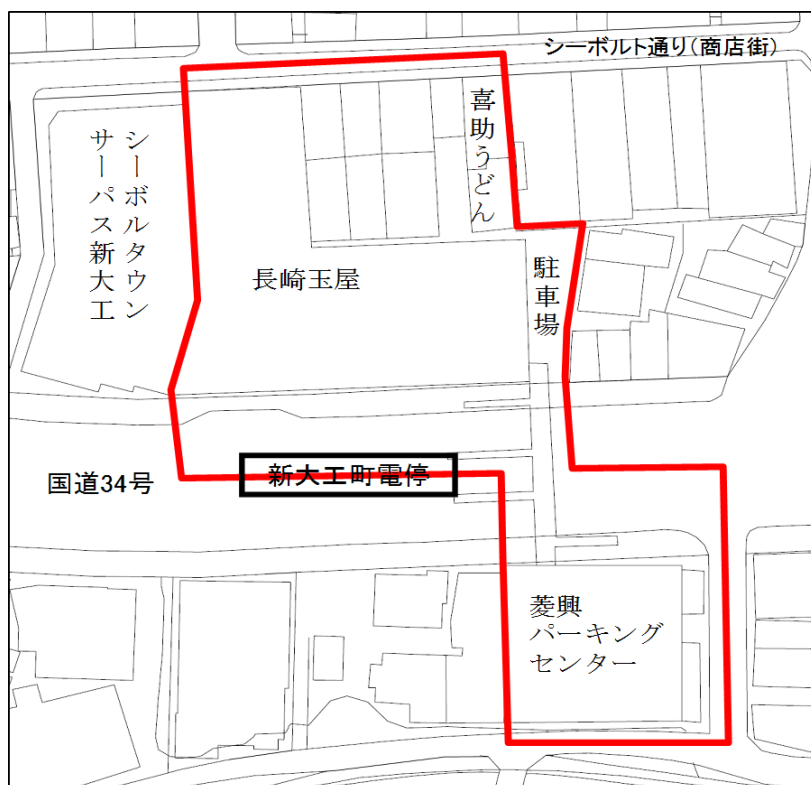 シーボルト通り（商店街）
喜助うどん
シーボルタウン
サーパス新大工
長崎玉屋
駐車場
国道34号
新大工町電停
菱興
パーキング
センター